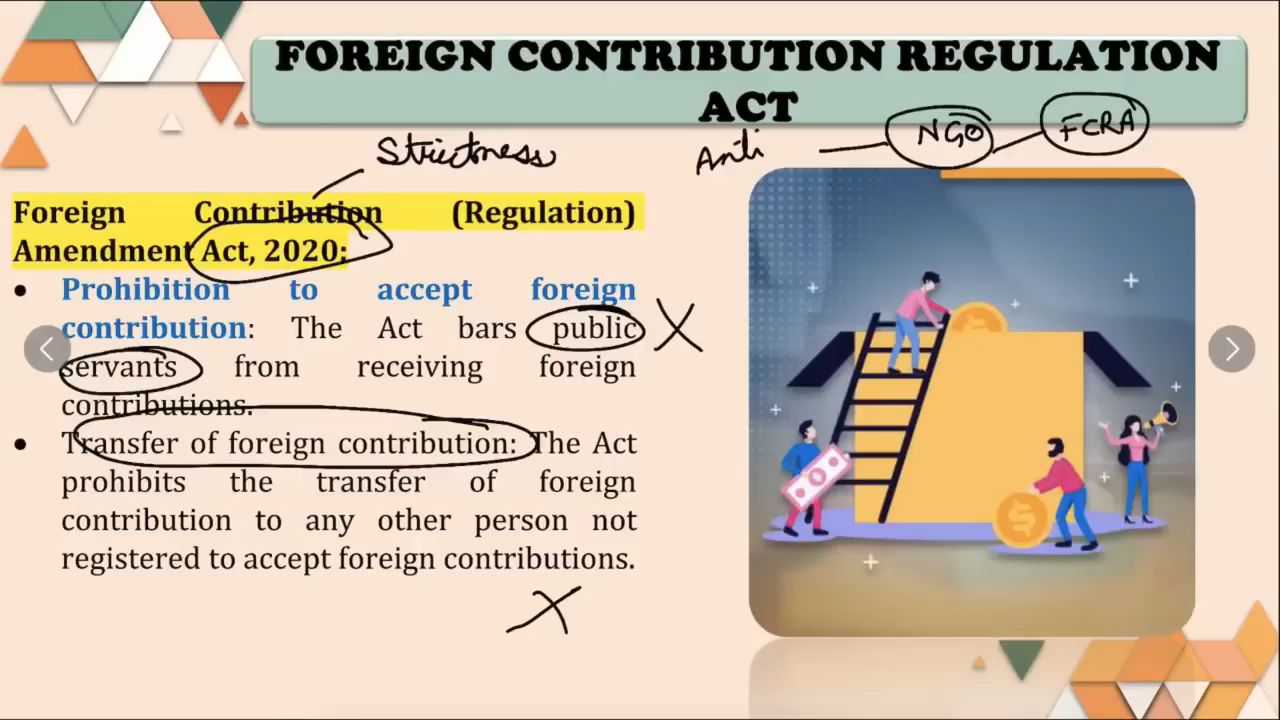 FOREIGN CONTRIBUTION REGULATION
ACT
Strictness
Anti
NGO
FCRA
Foreign Contribution (Regulation)
Amendment Act, 2020:
• Prohibition to accept foreign
contribution: The Act bars public
servants from receiving foreign
contributions.
• Transfer of foreign contribution: The Act
prohibits the transfer of foreign
contribution to any other person not
registered to accept foreign contributions.